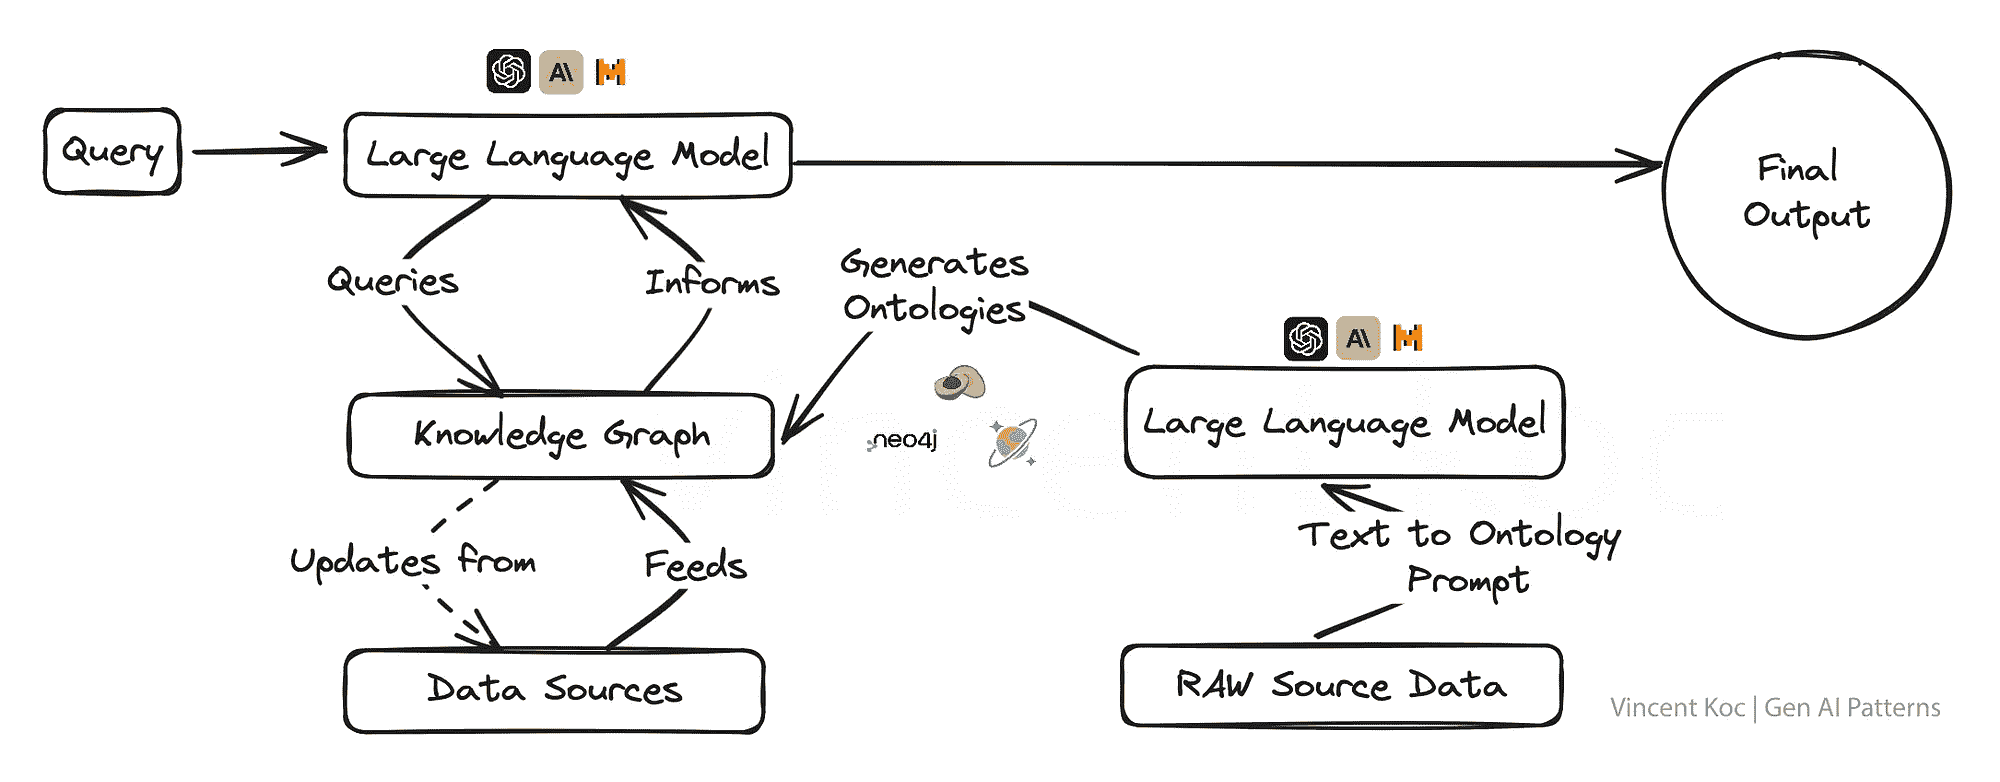 Query
Large Language Model
Final
Output
Queries
Informs
Generates
Ontologies
Knowledge Graph
neo4j
Large Language Model
Updates from
Feeds
Text to Ontology
Prompt
Data Sources
RAW Source Data
Vincent Koc | Gen AI Patterns